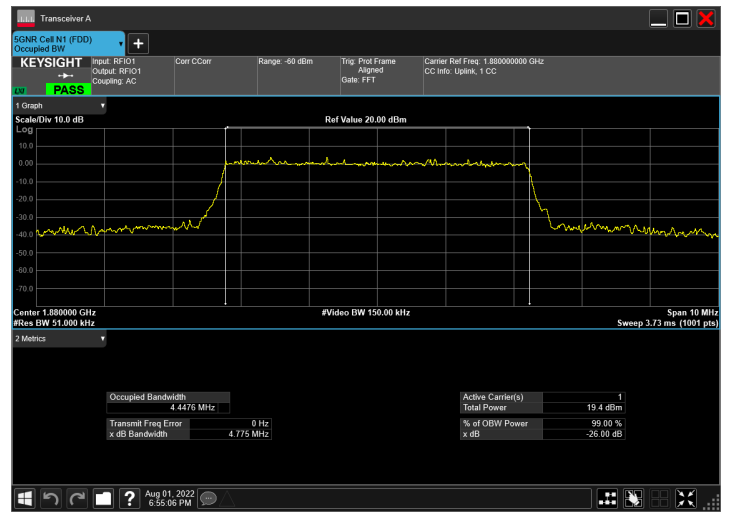 Transceiver A
5GNR Cell N1 (FDD)
Occupied BW
+
KEYSIGHT
LXI
PASS
Input: RFIO1
Output: RFIO1
Coupling: AC
Corr CCorr
Range: -60 dBm
Trig: Prot Frame
Aligned
Gate: FFT
Carrier Ref Freq: 1.880000000 GHz
CC Info: Uplink, 1 CC
1 Graph
Scale/Div 10.0 dB
Ref Value 20.00 dBm
Log
10.0
0.00
-10.0
-20.0
-30.0
-40.0
-50.0
-60.0
-70.0
Center 1.880000 GHz
#Video BW 150.00 kHz
Span 10 MHz
#Res BW 51.000 kHz
Sweep 3.73 ms (1001 pts)
2 Metrics
Occupied Bandwidth
4.4476 MHz
Transmit Freq Error 0 Hz
x dB Bandwidth 4.775 MHz
Active Carrier(s) 1
Total Power 19.4 dBm
% of OBW Power 99.00 %
x dB -26.00 dB
?
Aug 01, 2022
6:55:06 PM